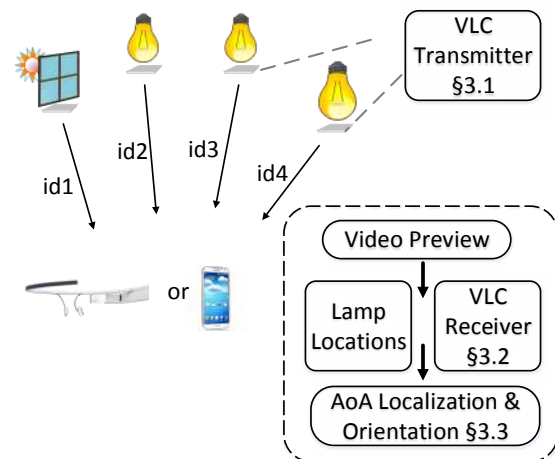 VLC
Transmitter
§3.1
id1
id2
id3
id4
or
Video Preview
Lamp
Locations
VLC
Receiver
§3.2
AoA Localization &
Orientation §3.3